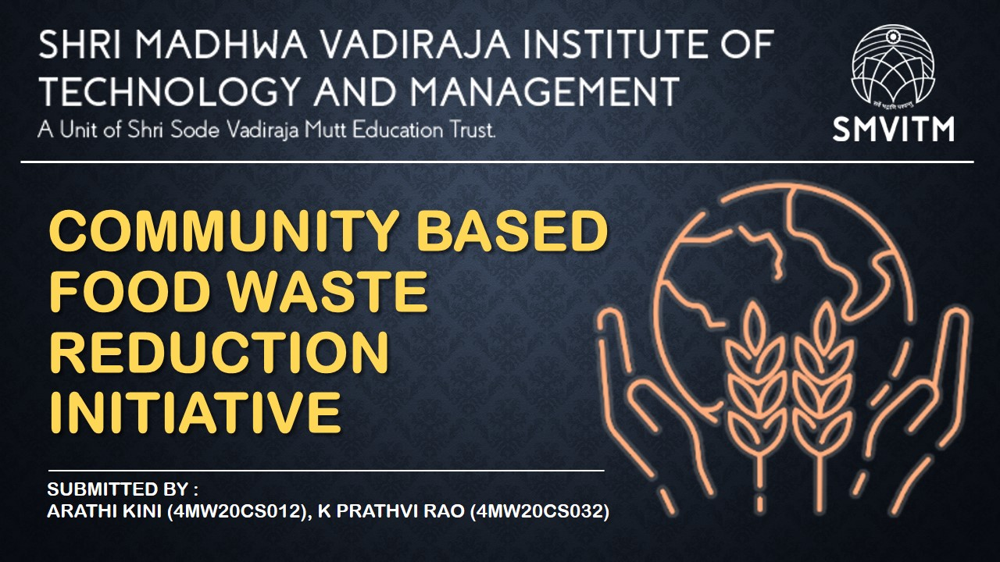 SHRI MADHWA VADIRAJA INSTITUTE OF
TECHNOLOGY AND MANAGEMENT
A Unit of Shri Sode Vadiraja Mutt Education Trust.
SMVITM
COMMUNITY BASED
FOOD WASTE
REDUCTION
INITIATIVE
SUBMITTED BY :
ARATHI KINI (4MW20CS012), K PRATHVI RAO (4MW20CS032)